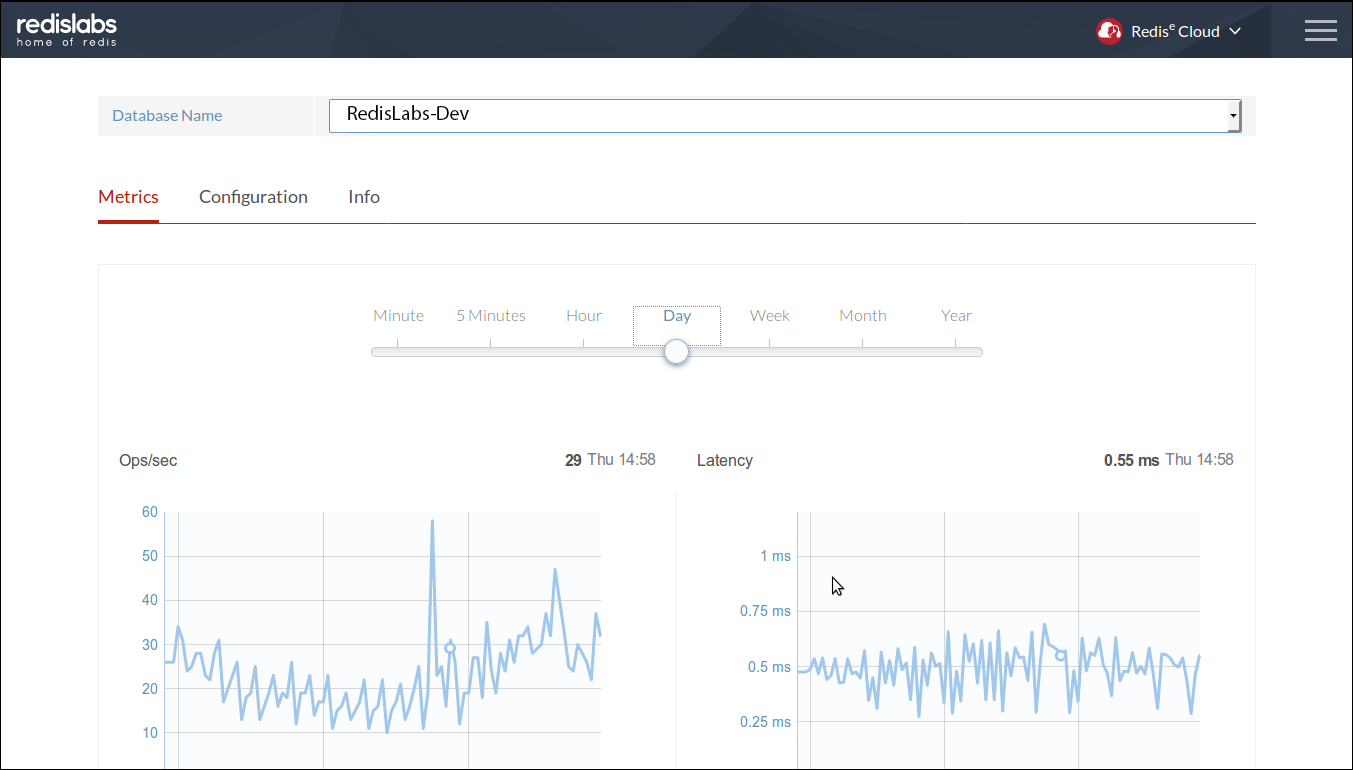 redislabs
home of redis
Redisᵉ Cloud
Database Name
RedisLabs-Dev
Metrics Configuration Info
Minute 5 Minutes Hour Day Week Month Year
Ops/sec 29 Thu 14:58
Latency 0.55 ms Thu 14:58
60
50
40
30
20
10
1 ms
0.75 ms
0.5 ms
0.25 ms